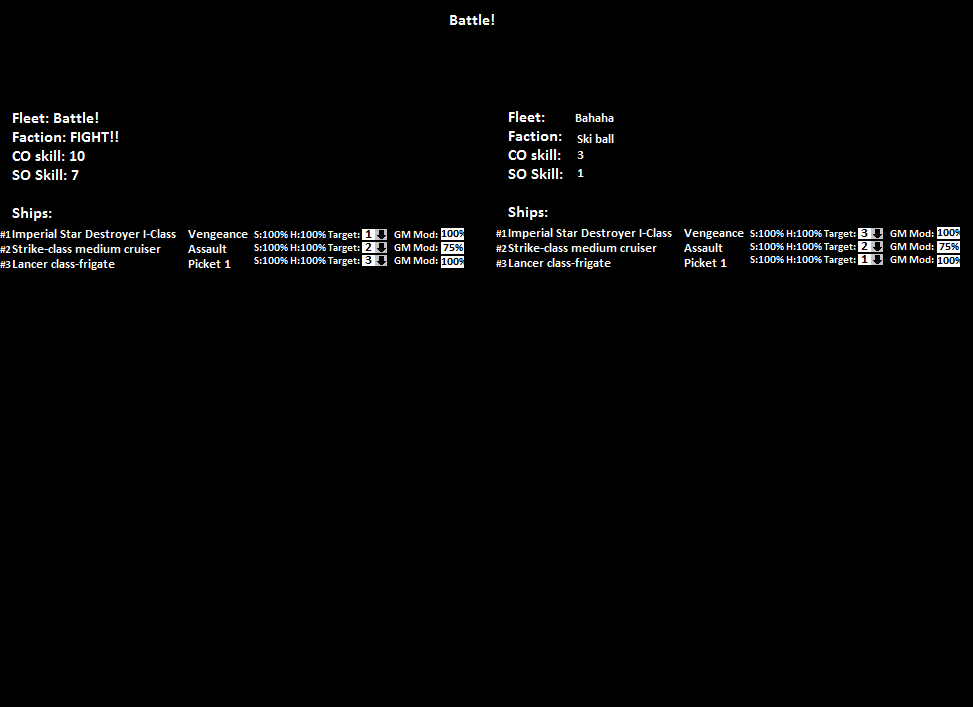 Battle!
Fleet: Battle!
Faction: FIGHT!!
CO skill: 10
SO Skill: 7
Ships:
#1 Imperial Star Destroyer I-Class Vengeance S:100% H:100% Target: 1 GM Mod: 100%
#2 Strike-class medium cruiser Assault S:100% H:100% Target: 2 GM Mod: 75%
#3 Lancer class-frigate Picket 1 S:100% H:100% Target: 3 GM Mod: 100%
Fleet: Bahaha
Faction: Ski ball
CO skill: 3
SO Skill: 1
Ships:
#1 Imperial Star Destroyer I-Class Vengeance S:100% H:100% Target: 3 GM Mod: 100%
#2 Strike-class medium cruiser Assault S:100% H:100% Target: 2 GM Mod: 75%
#3 Lancer class-frigate Picket 1 S:100% H:100% Target: 1 GM Mod: 100%